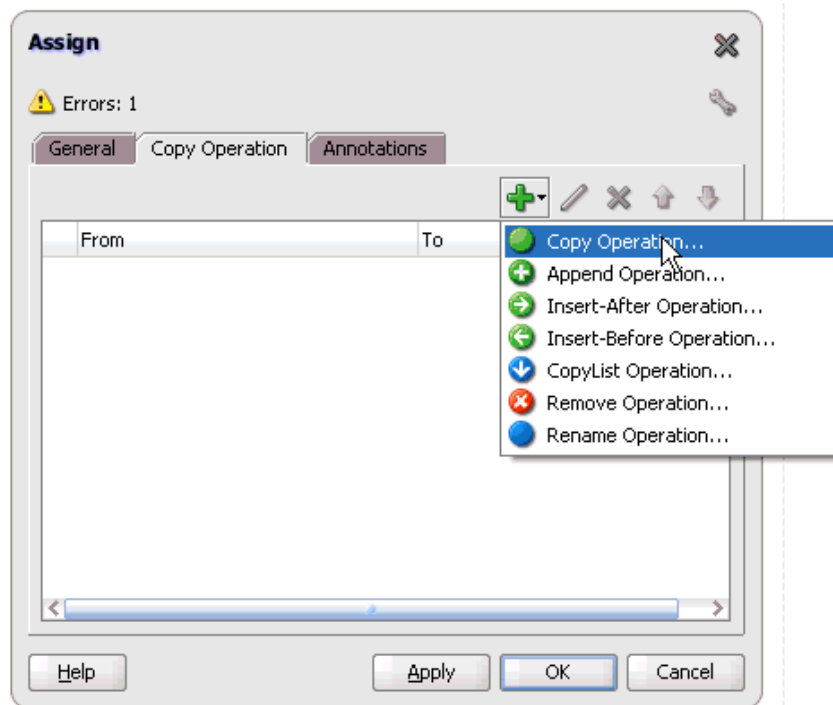 Assign
Errors: 1
General Copy Operation Annotations
From To
Copy Operation...
Append Operation...
Insert-After Operation...
Insert-Before Operation...
CopyList Operation...
Remove Operation...
Rename Operation...
Help Apply OK Cancel